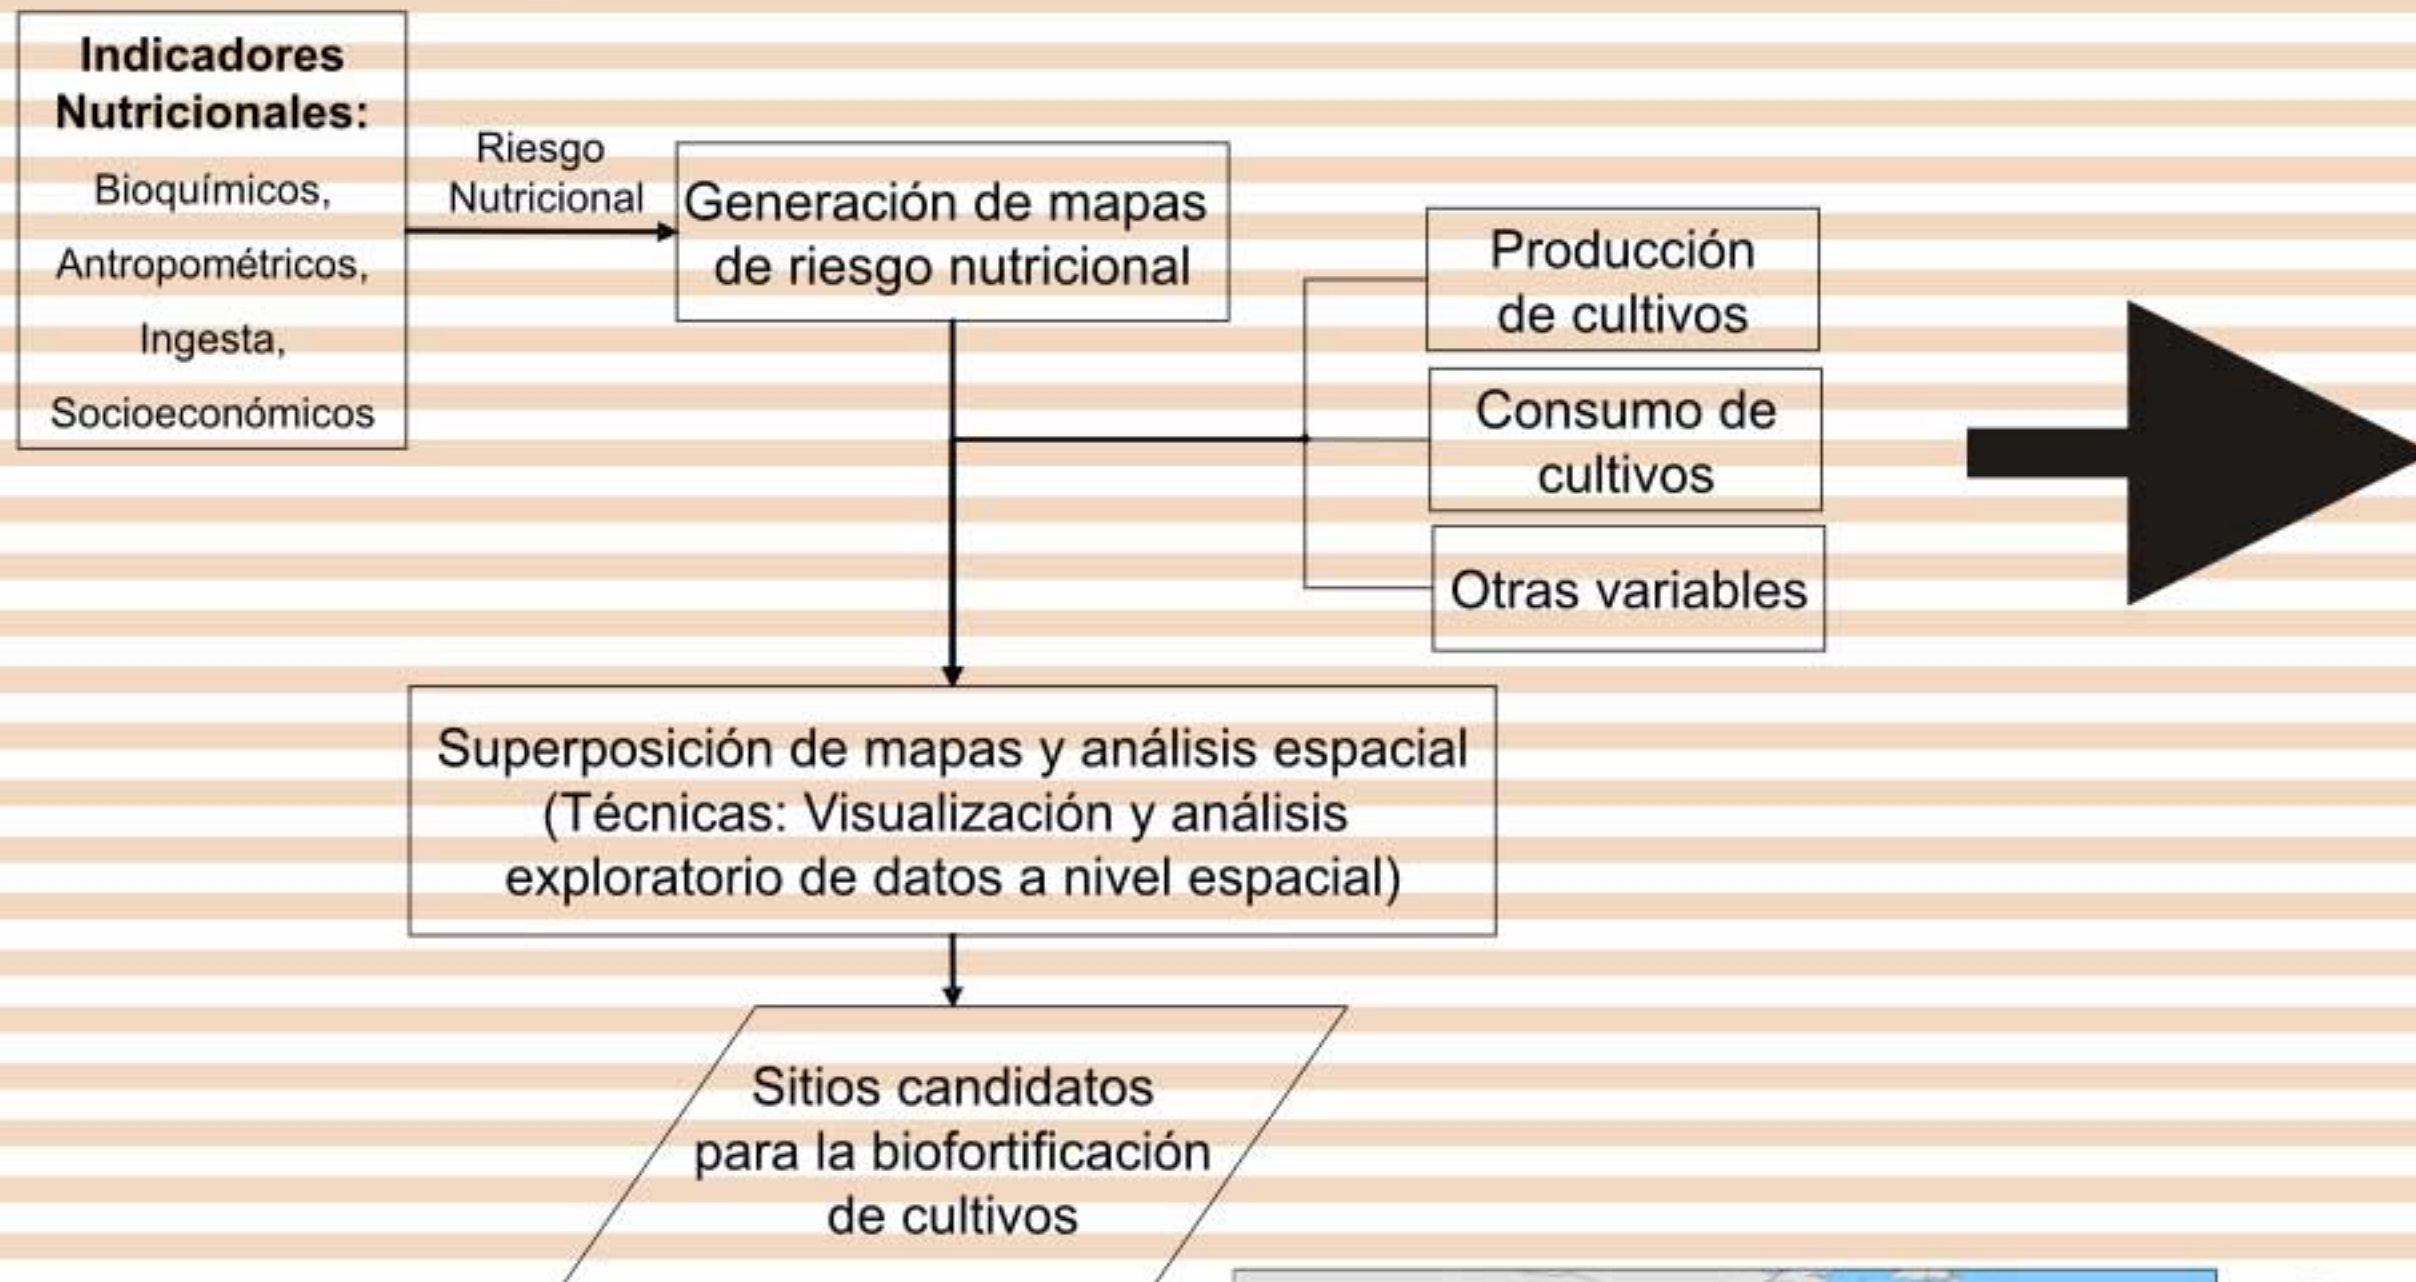 Indicadores
Nutricionales:
Bioquímicos,
Antropométricos,
Ingesta,
Socioeconómicos
Riesgo
Nutricional
Generación de mapas
de riesgo nutricional
Producción
de cultivos
Consumo de
cultivos
Otras variables
Superposición de mapas y análisis espacial
(Técnicas: Visualización y análisis
exploratorio de datos a nivel espacial)
Sitios candidatos
para la biofortificación
de cultivos